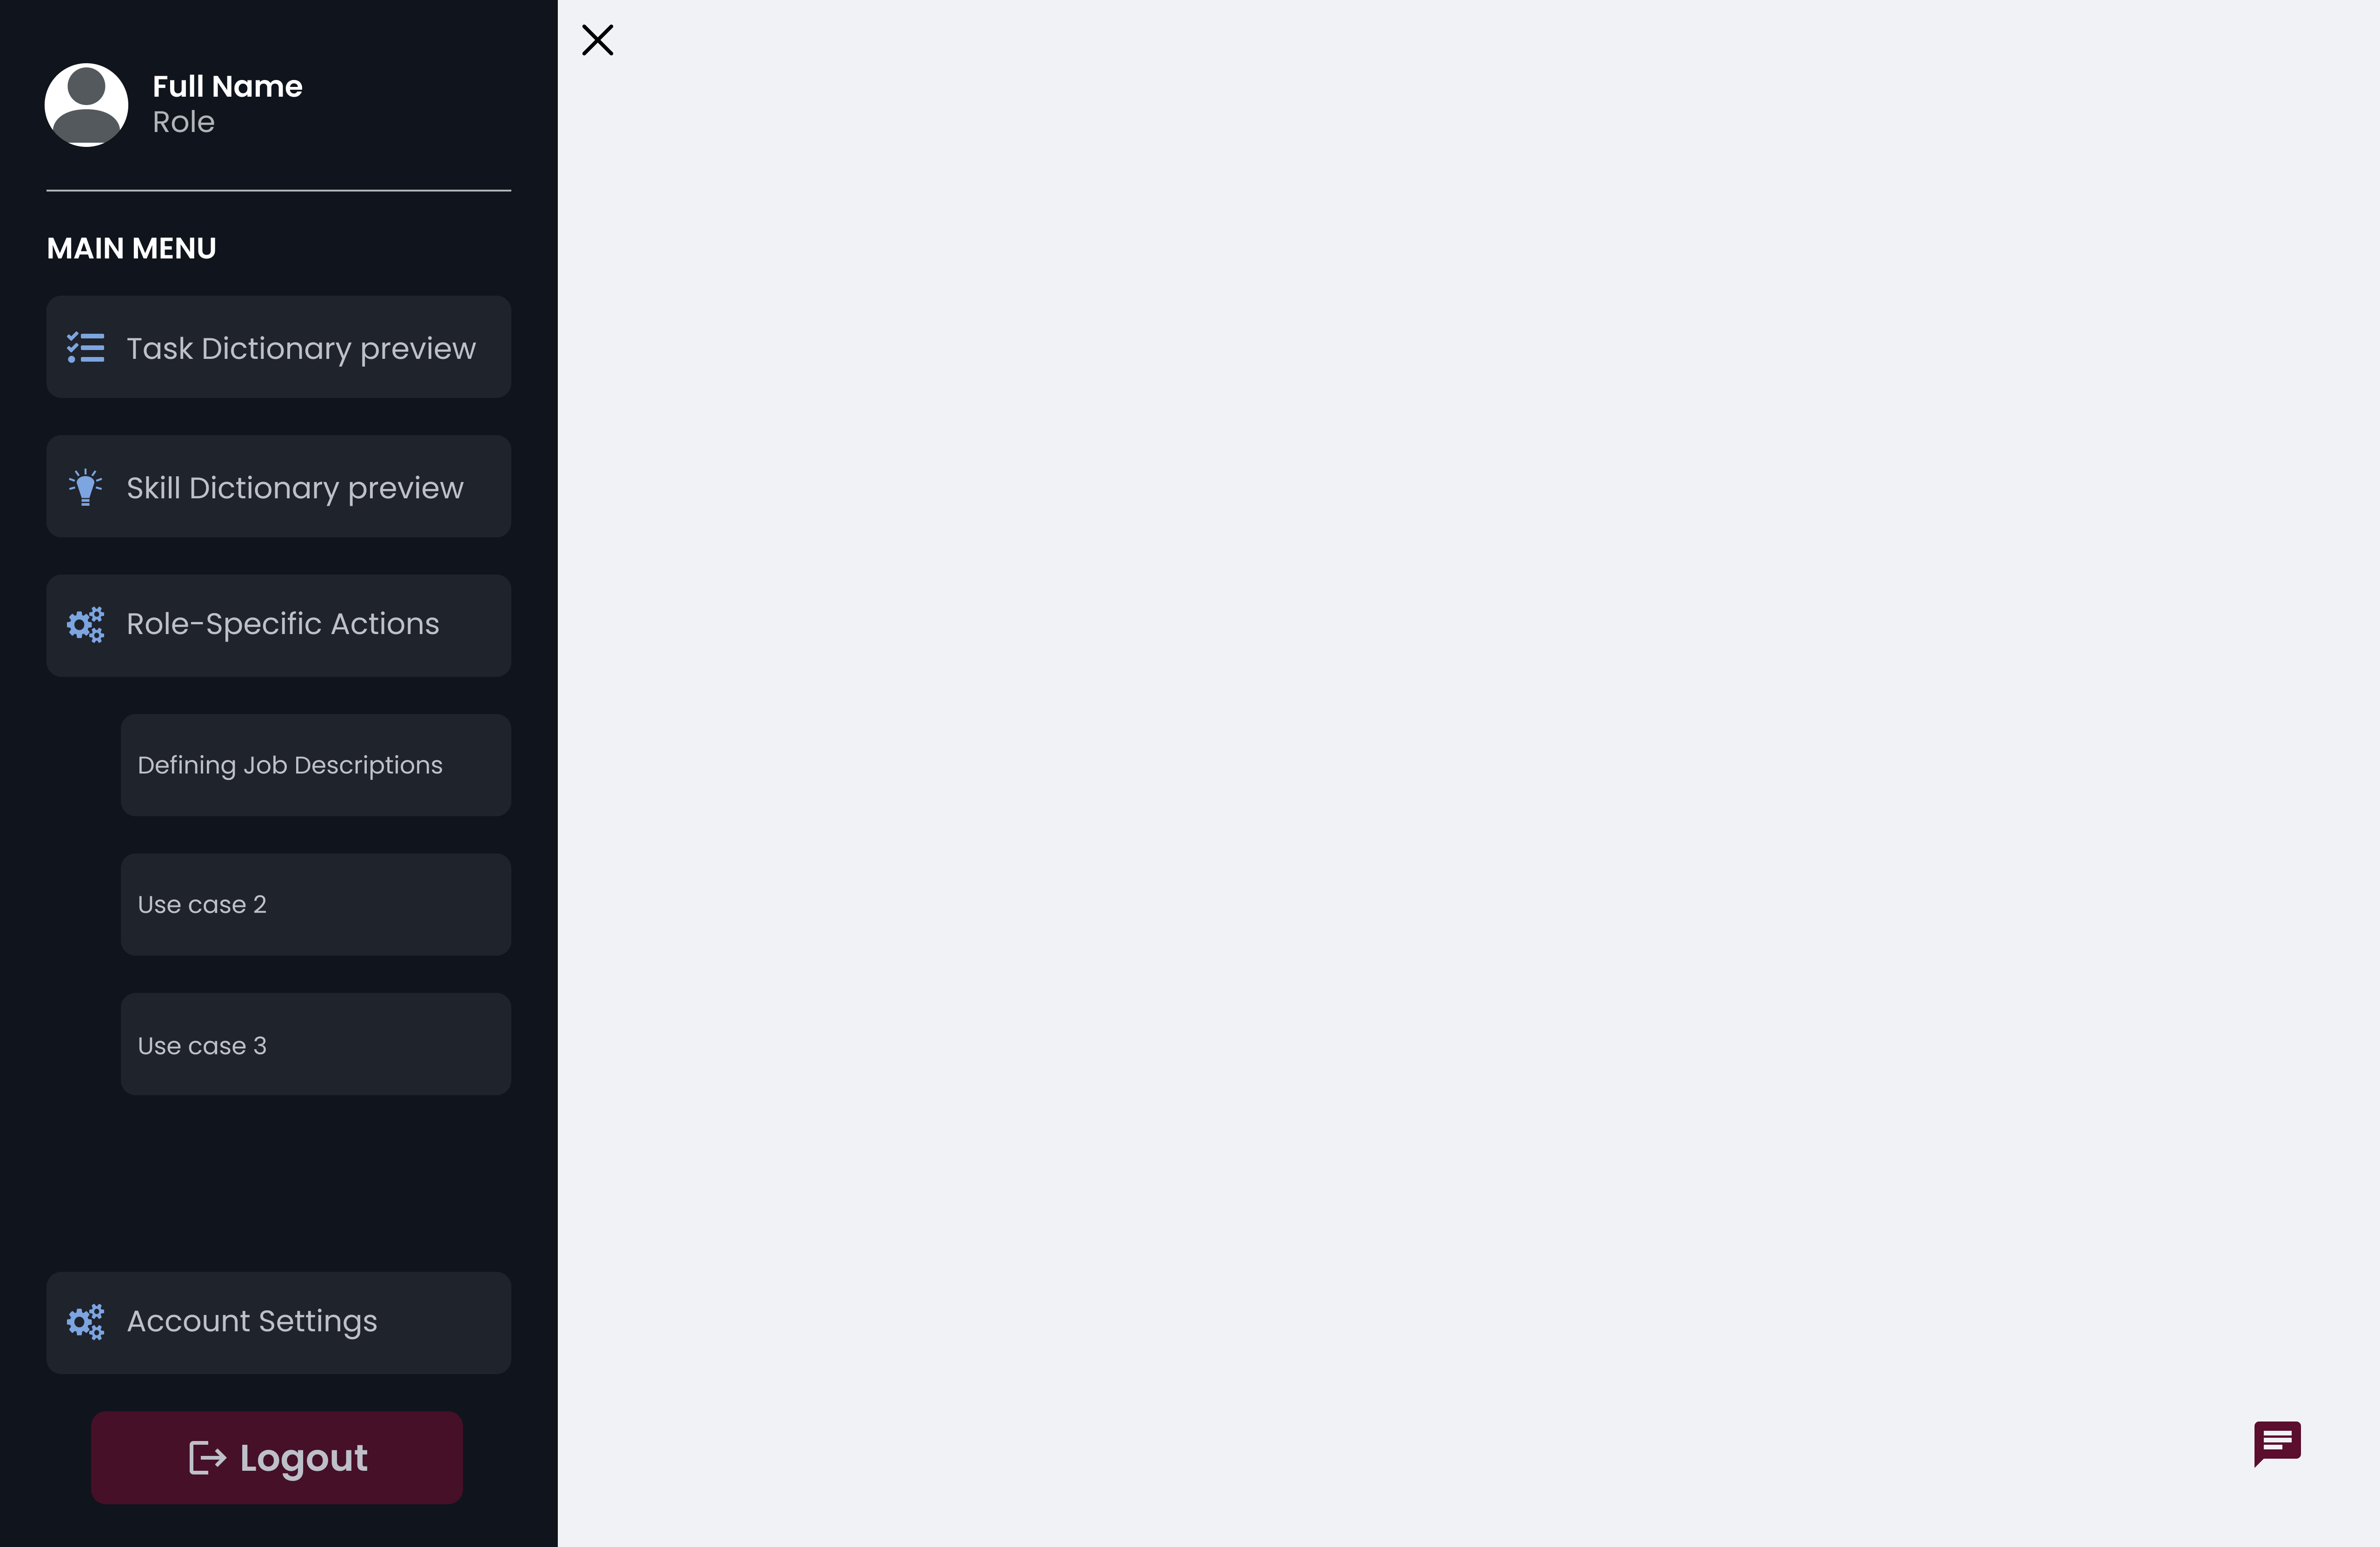 Full Name
Role
MAIN MENU
Task Dictionary preview
Skill Dictionary preview
Role-Specific Actions
Defining Job Descriptions
Use case 2
Use case 3
Account Settings
Logout